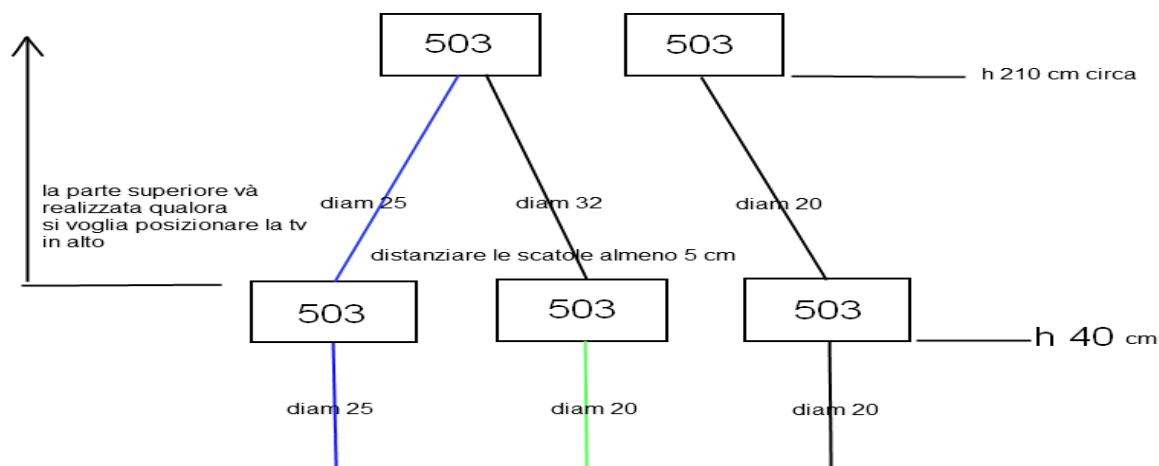 503 503
h 210 cm circa
la parte superiore và
realizzata qualora
si voglia posizionare la tv
in alto
diam 25 diam 32 diam 20
distanziare le scatole almeno 5 cm
503 503 503
h 40 cm
diam 25 diam 20 diam 20